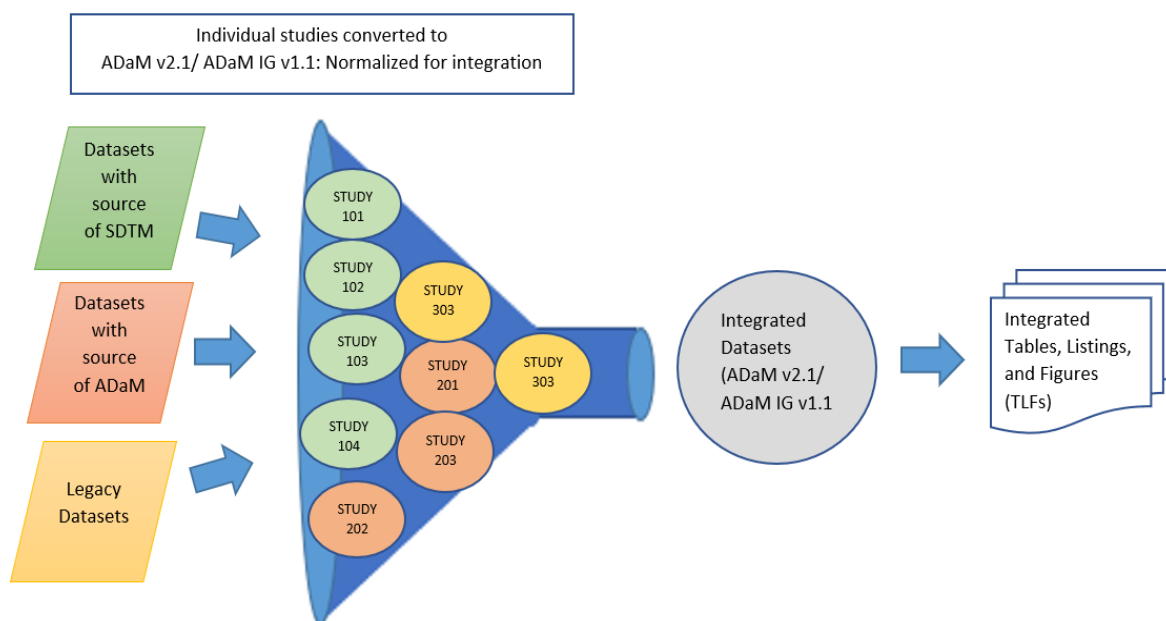 Individual studies converted to
ADaM v2.1/ ADaM IG v1.1: Normalized for integration
Datasets
with
source
of SDTM
Datasets
with
source
of ADaM
Legacy
Datasets
STUDY
101
STUDY
102
STUDY
303
STUDY
103
STUDY
201
STUDY
303
STUDY
104
STUDY
203
STUDY
202
Integrated
Datasets
(ADaM v2.1/
ADaM IG v1.1
Integrated
Tables, Listings,
and Figures
(TLFs)